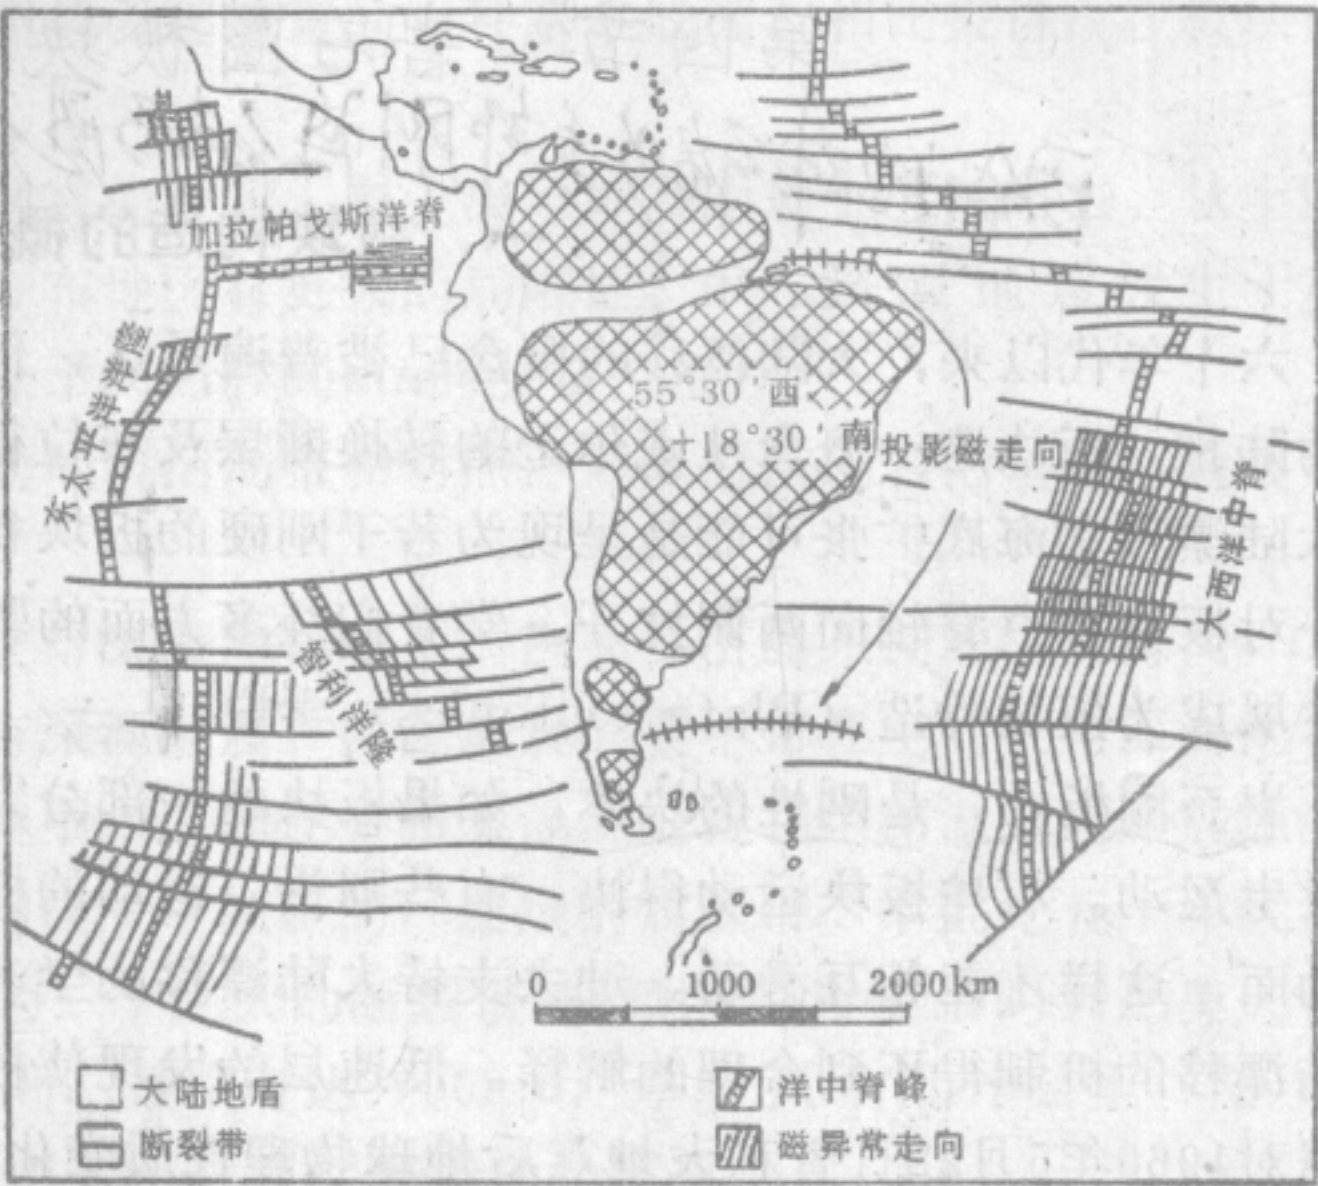 加拉帕戈斯洋脊
东太平洋洋隆
55°30′西
+18°30′南
投影磁走向
大西洋中脊
智利洋隆
0 1000 2000km
大陆地盾
洋中脊峰
断裂带
磁异常走向